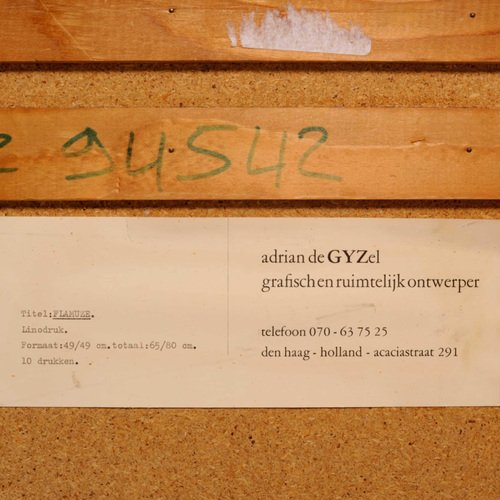 94542
adrian de GYZel
grafisch en ruimtelijk ontwerper
telefoon 070 - 63 75 25
den haag - holland - acaciastraat 291
Titel:FLAMUZE.
Linodruk.
Formaat:49/49 cm.totaal:65/80 cm.
10 drukken.